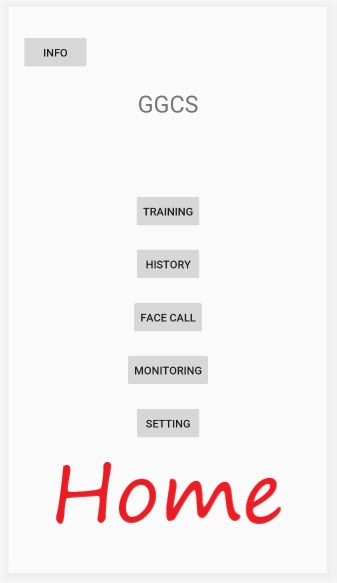 INFO
GGCS
TRAINING
HISTORY
FACE CALL
MONITORING
SETTING
Home